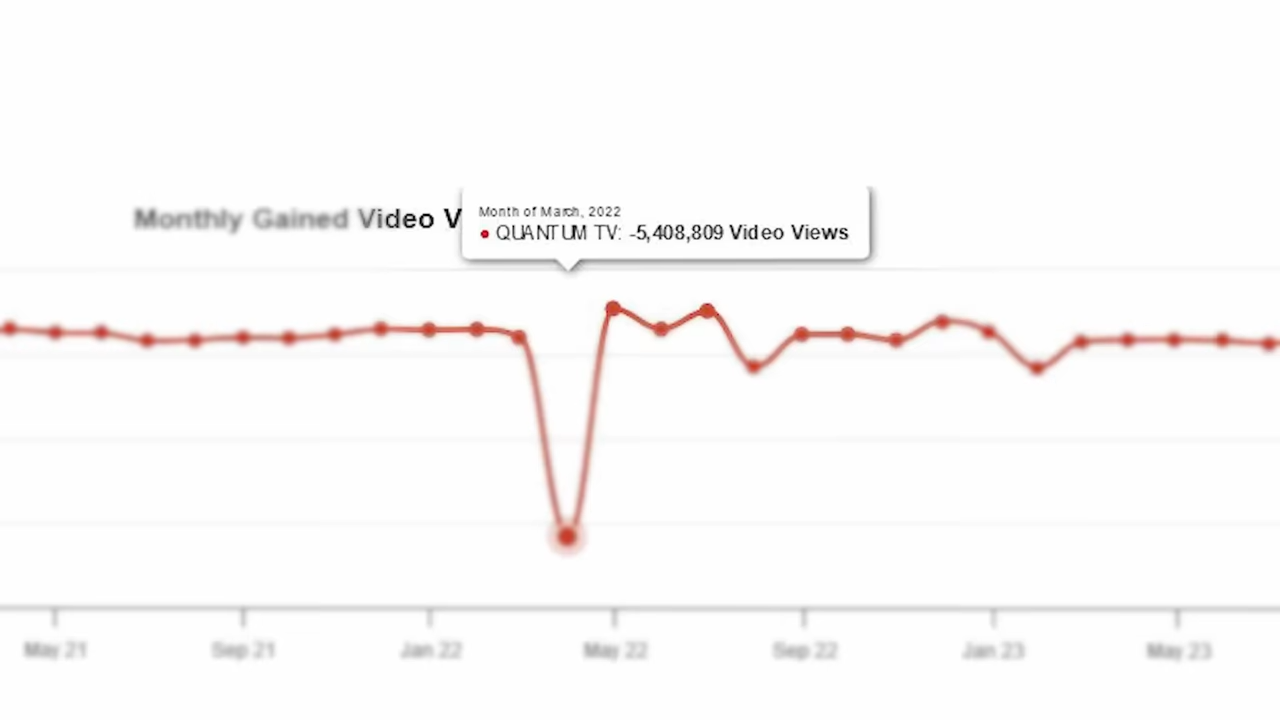 Month of March, 2022
Monthly Gained Video V
QUANTUM TV: -5,408,809 Video Views
May 21 Sep 21 Jan 22 May 22 Sep 22 Jan 23 May 23